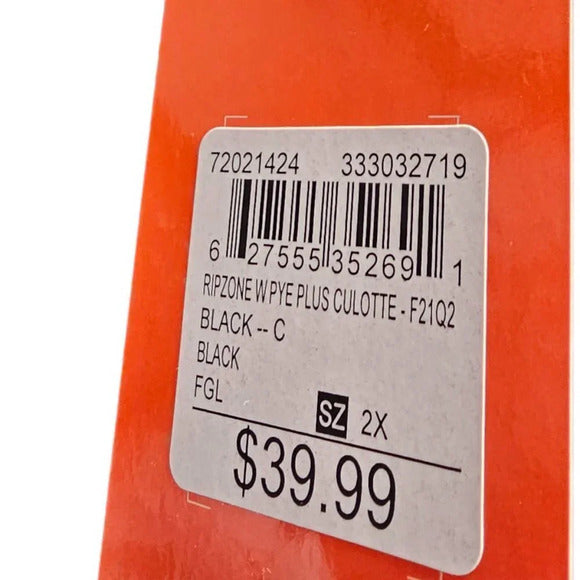 72021424 333032719
6 27555 35269 1
RIPZONE W PYE PLUS CULOTTE - F21Q2
BLACK -- C
BLACK
FGL
SZ 2X
$39.99